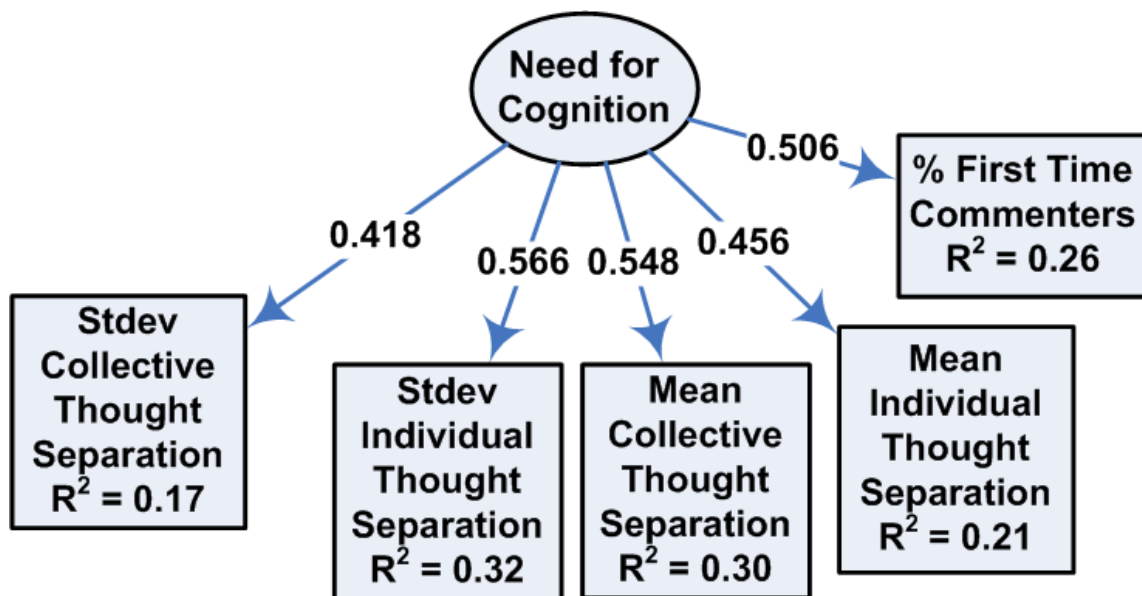 Need for
Cognition
0.506
% First Time
Commenters
R² = 0.26
0.418
0.566
0.548
0.456
Stdev
Collective
Thought
Separation
R² = 0.17
Stdev
Individual
Thought
Separation
R² = 0.32
Mean
Collective
Thought
Separation
R² = 0.30
Mean
Individual
Thought
Separation
R² = 0.21